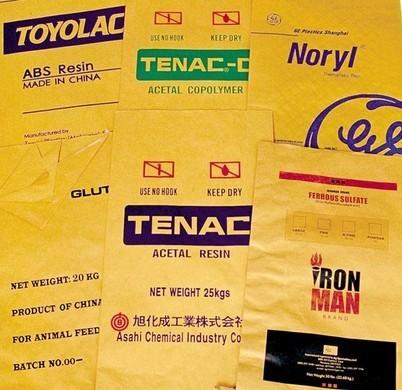 TOYOLAC
ABS Resin
MADE IN CHINA
Manufactured by
USE NO HOOK KEEP DRY
TENAC-C
ACETAL COPOLYMER
GE Plastics Shanghai
Noryl
GE
GLUT
NET WEIGHT: 20 KG
PRODUCT OF CHINA
FOR ANIMAL FEED
BATCH NO.00—
USE NO HOOK KEEP DRY
TENAC
ACETAL RESIN
NET WEIGHT 25kgs
旭化成工業株式会
Asahi Chemical Industry Co
FERROUS SULFATE
IRON
MAN
BRAND